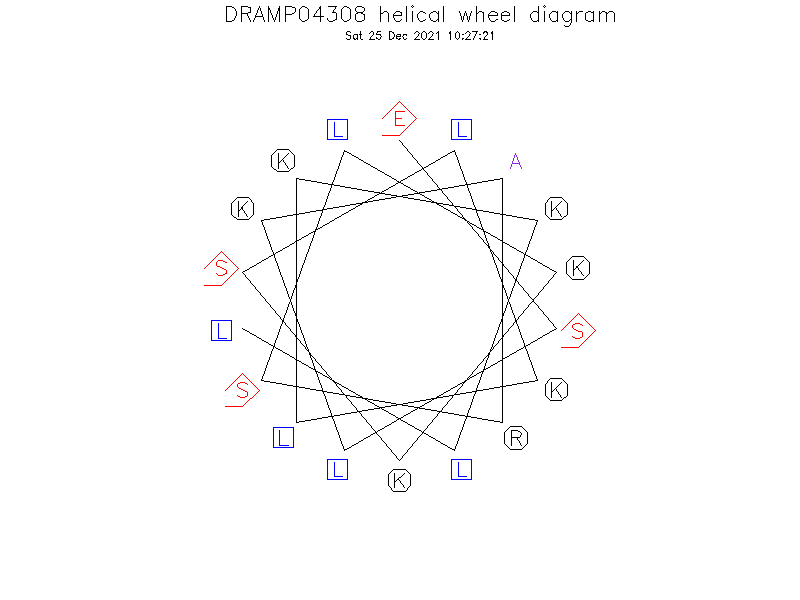 DRAMP04308 helical wheel diagram
Sat 25 Dec 2021 10:27:21
E
L L
K A
K K
S K
L S
S K
L R
L L
K